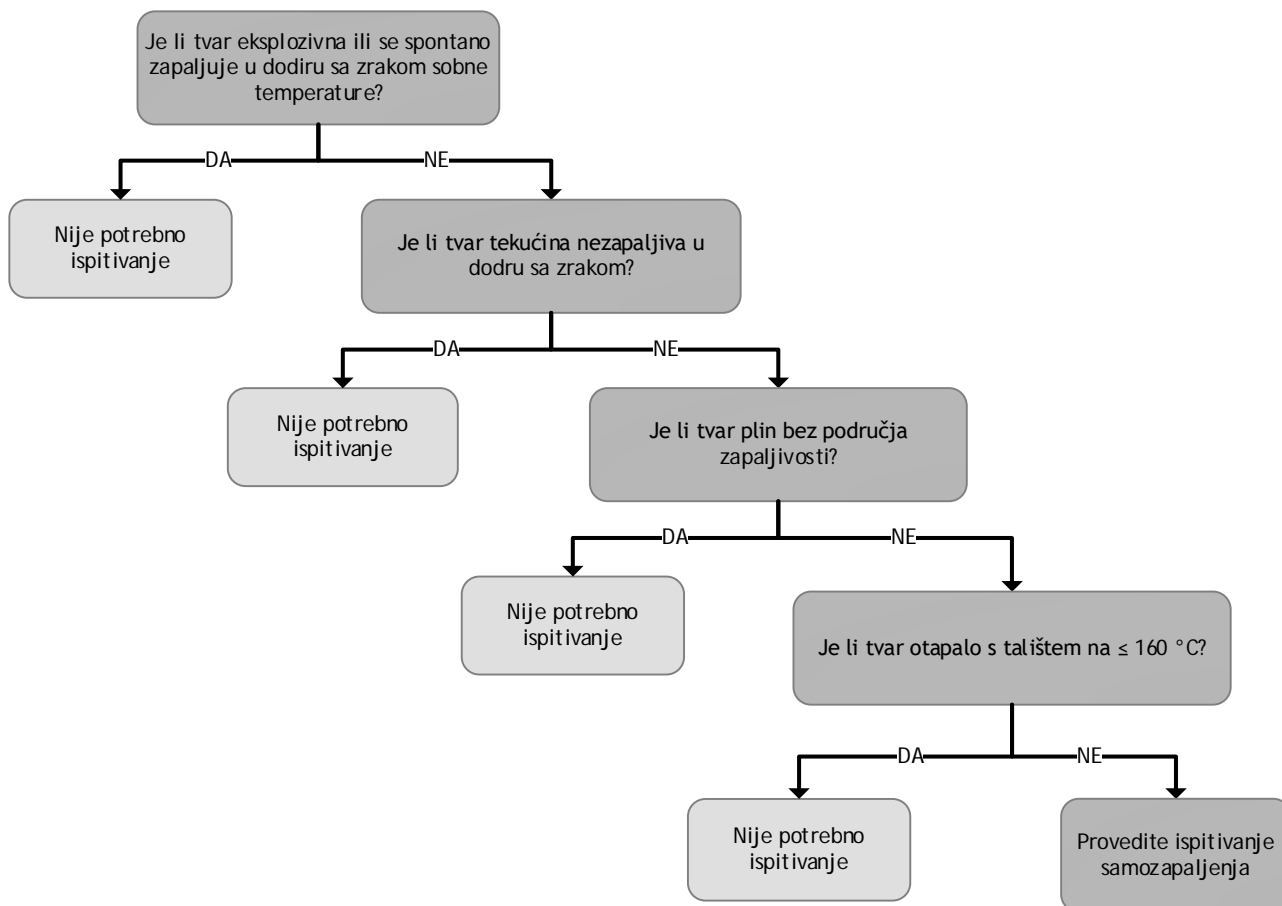 Je li tvar eksplozivna ili se spontano
zapaljuje u dodiru sa zrakom sobne
temperature?
DA
NE
Nije potrebno
ispitivanje
Je li tvar tekućina nezapaljiva u
dodru sa zrakom?
DA
NE
Nije potrebno
ispitivanje
Je li tvar plin bez područja
zapaljivosti?
DA
NE
Nije potrebno
ispitivanje
Je li tvar otapalo s talištem na ≤ 160 °C?
DA
NE
Nije potrebno
ispitivanje
Provedite ispitivanje
samozapaljenja